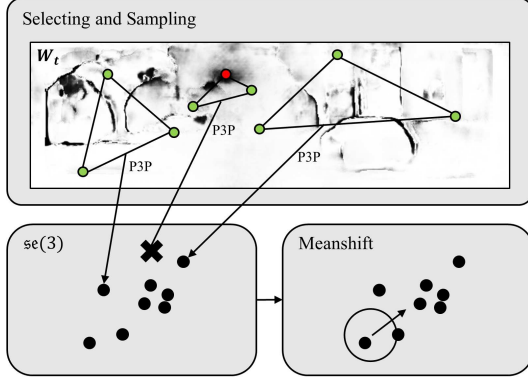 Selecting and Sampling
W_t
P3P
P3P
P3P
𝔰𝔢(3)
Meanshift